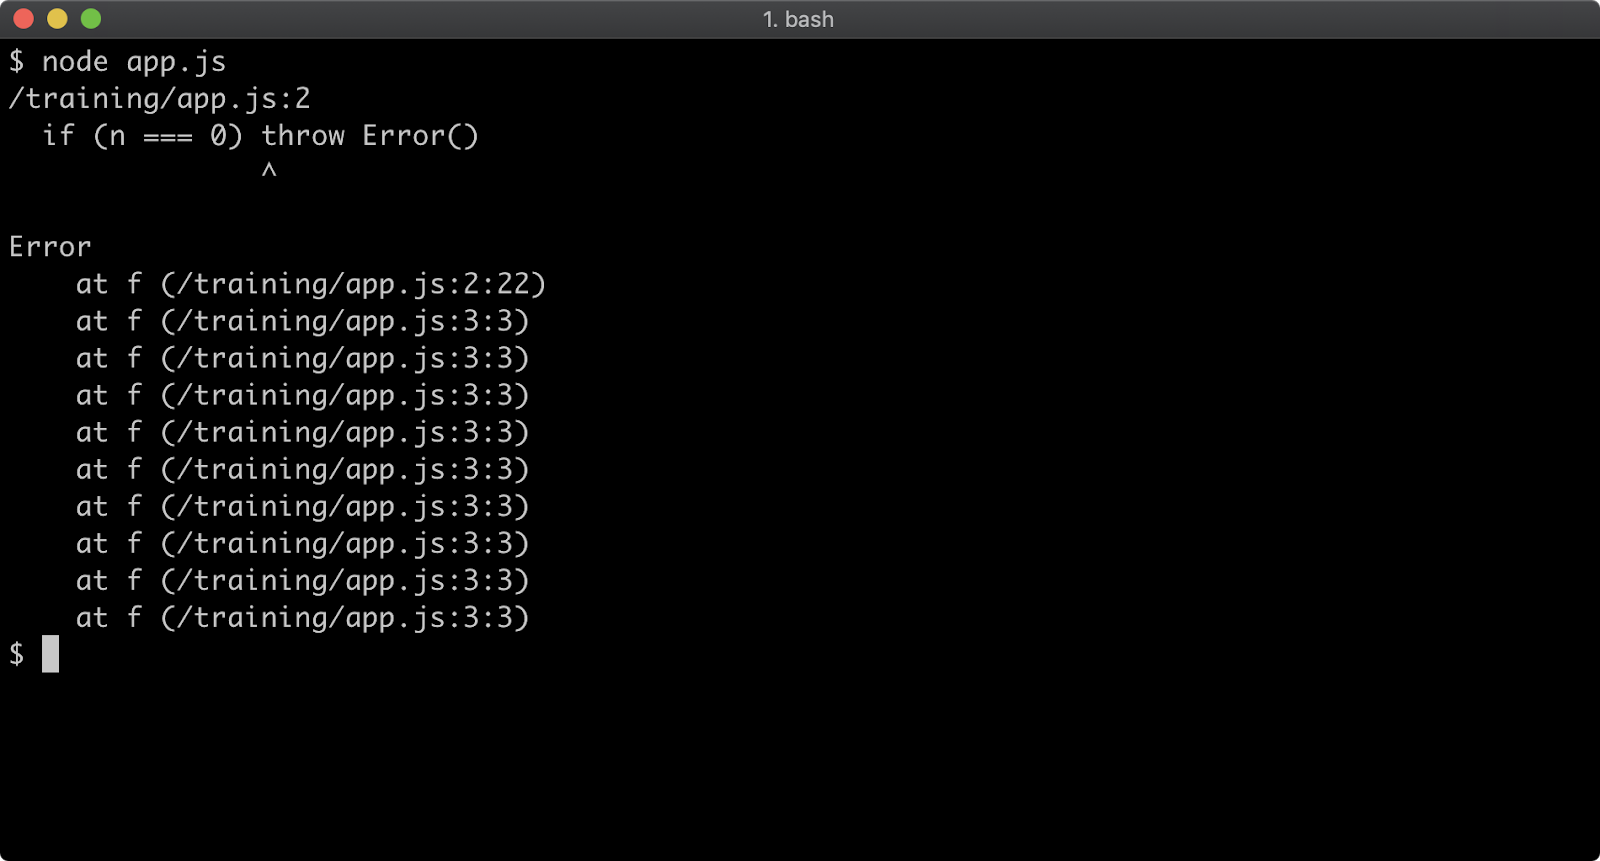 1. bash
$ node app.js
/training/app.js:2
  if (n === 0) throw Error()
               ^

Error
    at f (/training/app.js:2:22)
    at f (/training/app.js:3:3)
    at f (/training/app.js:3:3)
    at f (/training/app.js:3:3)
    at f (/training/app.js:3:3)
    at f (/training/app.js:3:3)
    at f (/training/app.js:3:3)
    at f (/training/app.js:3:3)
    at f (/training/app.js:3:3)
    at f (/training/app.js:3:3)
$